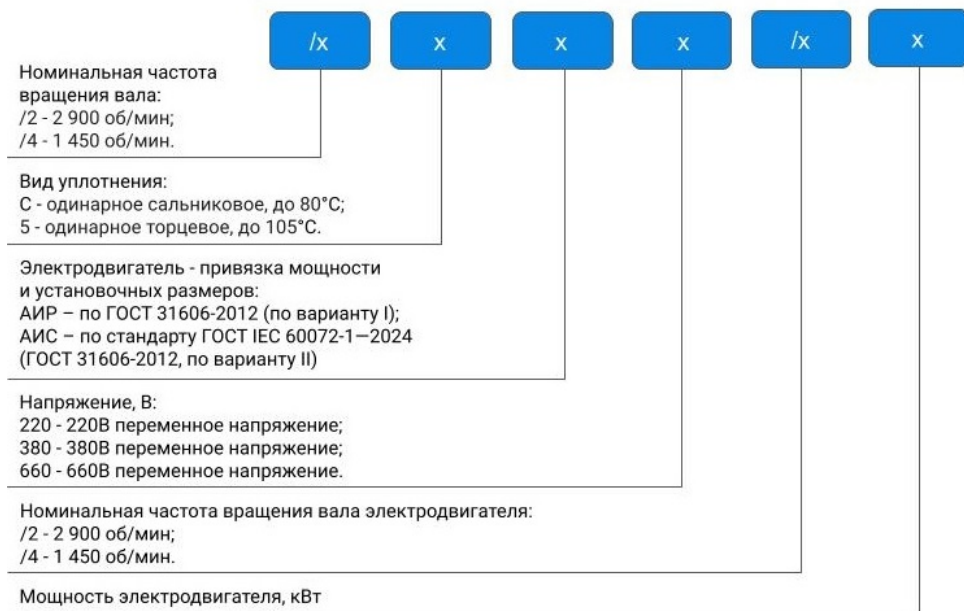 /x x x x /x x
Номинальная частота
вращения вала:
/2 - 2 900 об/мин;
/4 - 1 450 об/мин.
Вид уплотнения:
С - одинарное сальниковое, до 80°С;
5 - одинарное торцевое, до 105°С.
Электродвигатель - привязка мощности
и установочных размеров:
АИР – по ГОСТ 31606-2012 (по варианту I);
АИС – по стандарту ГОСТ IEC 60072-1—2024
(ГОСТ 31606-2012, по варианту II)
Напряжение, В:
220 - 220В переменное напряжение;
380 - 380В переменное напряжение;
660 - 660В переменное напряжение.
Номинальная частота вращения вала электродвигателя:
/2 - 2 900 об/мин;
/4 - 1 450 об/мин.
Мощность электродвигателя, кВт